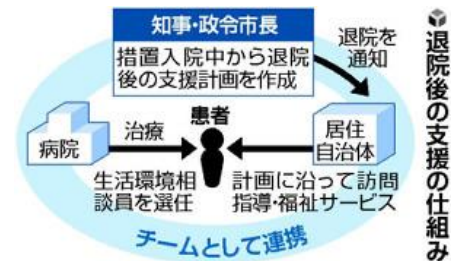 退院後の支援の仕組み
知事・政令市長
措置入院中から退院
後の支援計画を作成
退院を
通知
患者
病院
治療
居住
自治体
生活環境相
談員を選任
計画に沿って訪問
指導・福祉サービス
チームとして連携